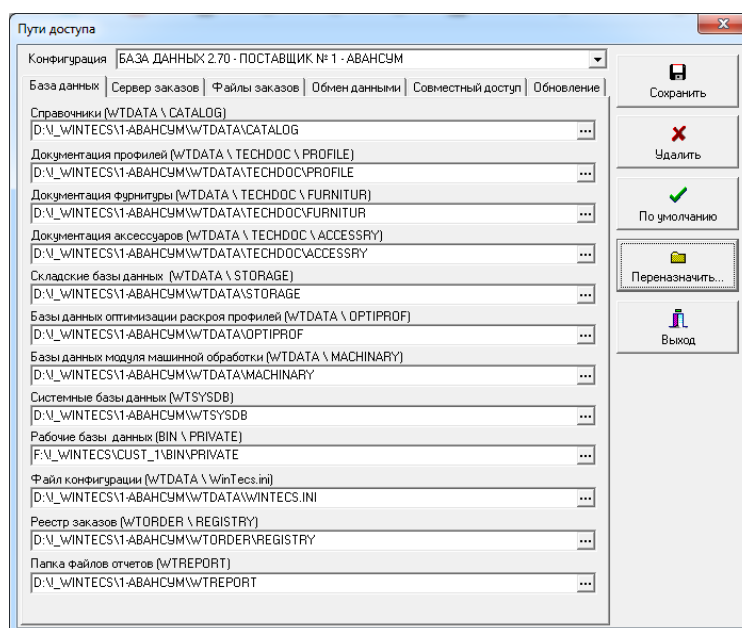 Пути доступа
Конфигурация БАЗА ДАННЫХ 2.70 - ПОСТАВЩИК № 1 - АВАНСУМ
База данных Сервер заказов Файлы заказов Обмен данными Совместный доступ Обновление
Справочники (WTDATA \ CATALOG)
D:\!_WINTECS\1-АВАНСУМ\WTDATA\CATALOG ...
Документация профилей (WTDATA \ TECHDOC \ PROFILE)
D:\!_WINTECS\1-АВАНСУМ\WTDATA\TECHDOC\PROFILE ...
Документация фурнитуры (WTDATA \ TECHDOC \ FURNITUR)
D:\!_WINTECS\1-АВАНСУМ\WTDATA\TECHDOC\FURNITUR ...
Документация аксессуаров (WTDATA \ TECHDOC \ ACCESSRY)
D:\!_WINTECS\1-АВАНСУМ\WTDATA\TECHDOC\ACCESSRY ...
Складские базы данных (WTDATA \ STORAGE)
D:\!_WINTECS\1-АВАНСУМ\WTDATA\STORAGE ...
Базы данных оптимизации раскроя профилей (WTDATA \ OPTIPROF)
D:\!_WINTECS\1-АВАНСУМ\WTDATA\OPTIPROF ...
Базы данных модуля машинной обработки (WTDATA \ MACHINARY)
D:\!_WINTECS\1-АВАНСУМ\WTDATA\MACHINARY ...
Системные базы данных (WTSYSDB)
D:\!_WINTECS\1-АВАНСУМ\WTSYSDB ...
Рабочие базы данных (BIN \ PRIVATE)
F:\!_WINTECS\CUST_1\BIN\PRIVATE ...
Файл конфигурации (WTDATA \ WinTecs.ini)
D:\!_WINTECS\1-АВАНСУМ\WTDATA\WINTECS.INI ...
Реестр заказов (WTORDER \ REGISTRY)
D:\!_WINTECS\1-АВАНСУМ\WTORDER\REGISTRY ...
Папка файлов отчетов (WTREPORT)
D:\!_WINTECS\1-АВАНСУМ\WTREPORT ...
Сохранить
Удалить
По умолчанию
Переназначить...
Выход